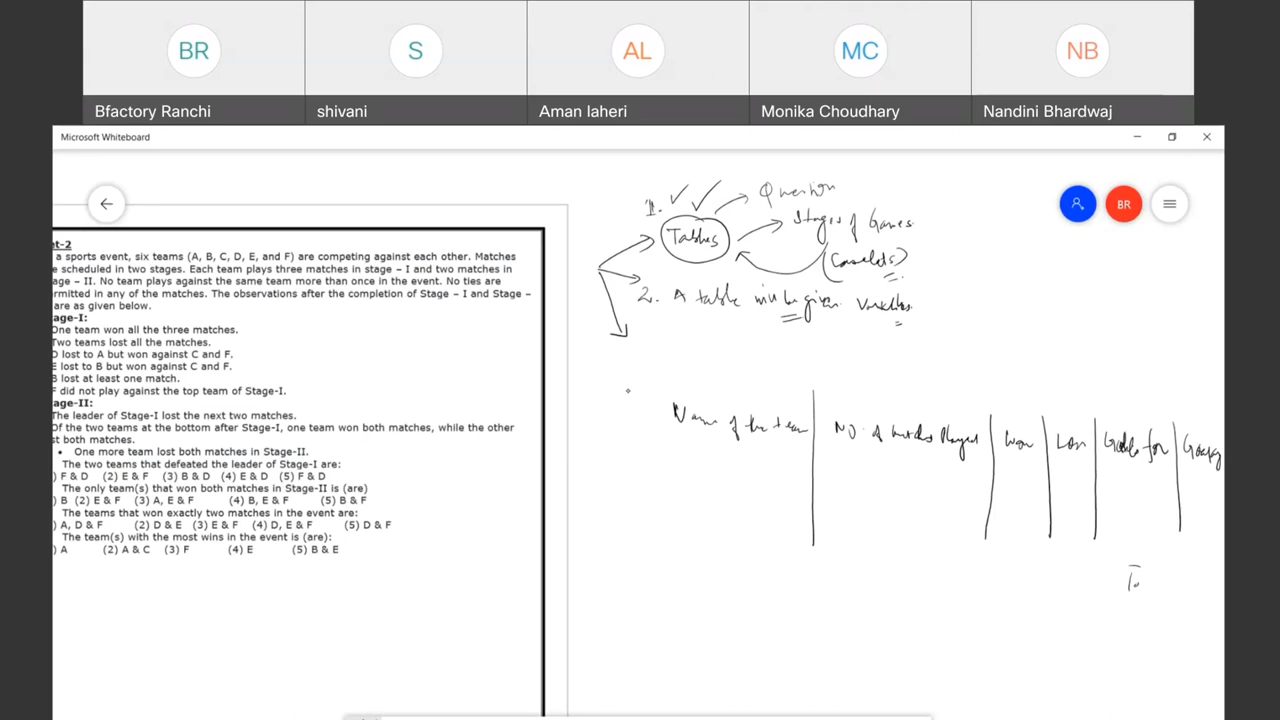 BR
S
AL
MC
NB
Bfactory Ranchi
shivani
Aman laheri
Monika Choudhary
Nandini Bhardwaj
Microsoft Whiteboard
BR
et-2
a sports event, six teams (A, B, C, D, E, and F) are competing against each other. Matches
e scheduled in two stages. Each team plays three matches in stage – I and two matches in
age – II. No team plays against the same team more than once in the event. No ties are
rmitted in any of the matches. The observations after the completion of Stage – I and Stage –
are as given below.
age-I:
One team won all the three matches.
Two teams lost all the matches.
D lost to A but won against C and F.
E lost to B but won against C and F.
B lost at least one match.
F did not play against the top team of Stage-I.
age-II:
The leader of Stage-I lost the next two matches.
Of the two teams at the bottom after Stage-I, one team won both matches, while the other
st both matches.
• One more team lost both matches in Stage-II.
The two teams that defeated the leader of Stage-I are:
) F & D (2) E & F (3) B & D (4) E & D (5) F & D
The only team(s) that won both matches in Stage-II is (are)
) B (2) E & F (3) A, E & F (4) B, E & F (5) B & F
The teams that won exactly two matches in the event are:
) A, D & F (2) D & E (3) E & F (4) D, E & F (5) D & F
The team(s) with the most wins in the event is (are):
) A (2) A & C (3) F (4) E (5) B & E
1.
Question
Tables
Stages of Games
(Caselets)
2. A table will be given. Variables.
Name of the team
NO. of matches Played
Won
Lon
Goals for